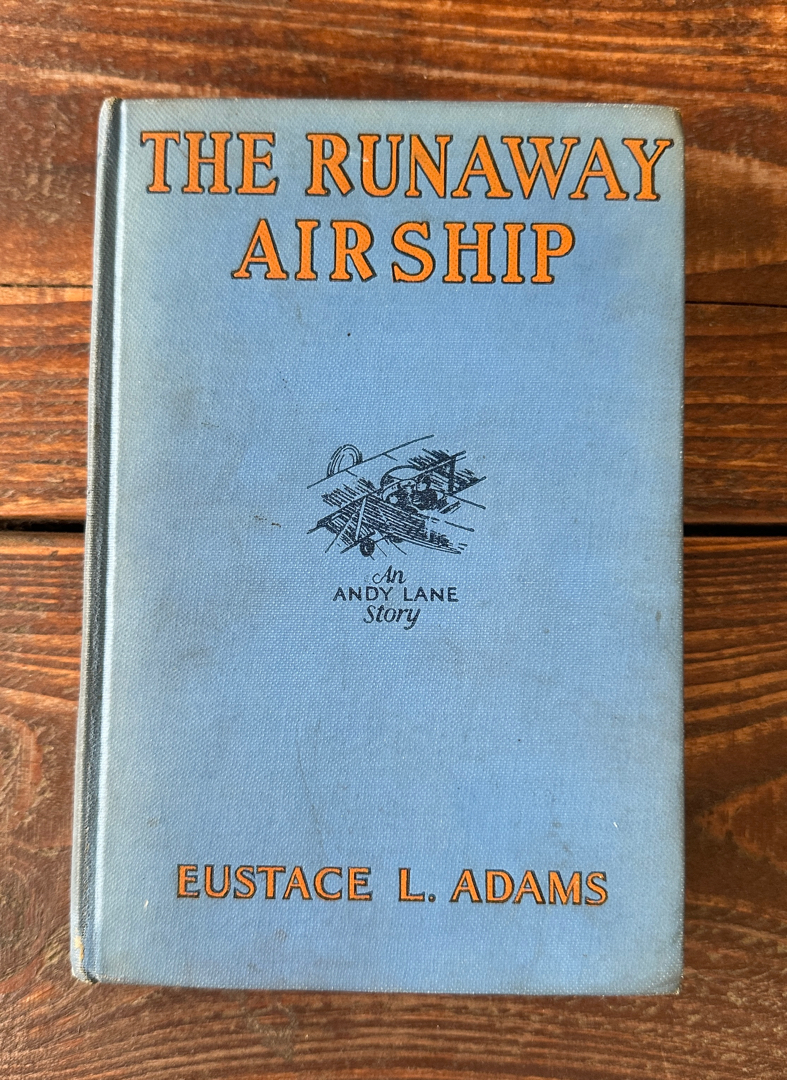 THE RUNAWAY
AIRSHIP
An
ANDY LANE
Story
EUSTACE L. ADAMS